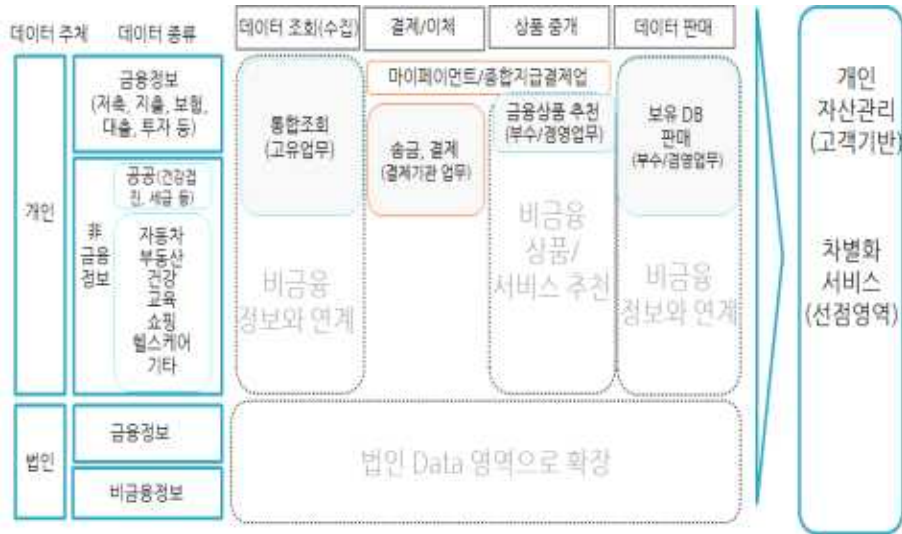 데이터 주체
데이터 종류
데이터 조회(수집)
결제/이체
상품 중개
데이터 판매
개인
금융정보
(저축, 지출, 보험,
대출, 투자 등)
非
금융
정보
공공(건강검
진, 세금 등)
자동차
부동산
건강
교육
쇼핑
헬스케어
기타
통합조회
(고유업무)
비금융
정보와 연계
마이페이먼트/종합지급결제업
송금, 결제
(결제기관 업무)
금융상품 추천
(부수/겸영업무)
비금융
상품/
서비스 추천
보유 DB
판매
(부수/겸영업무)
비금융
정보와 연계
법인
금융정보
비금융정보
법인 Data 영역으로 확장
개인
자산관리
(고객기반)
차별화
서비스
(선점영역)